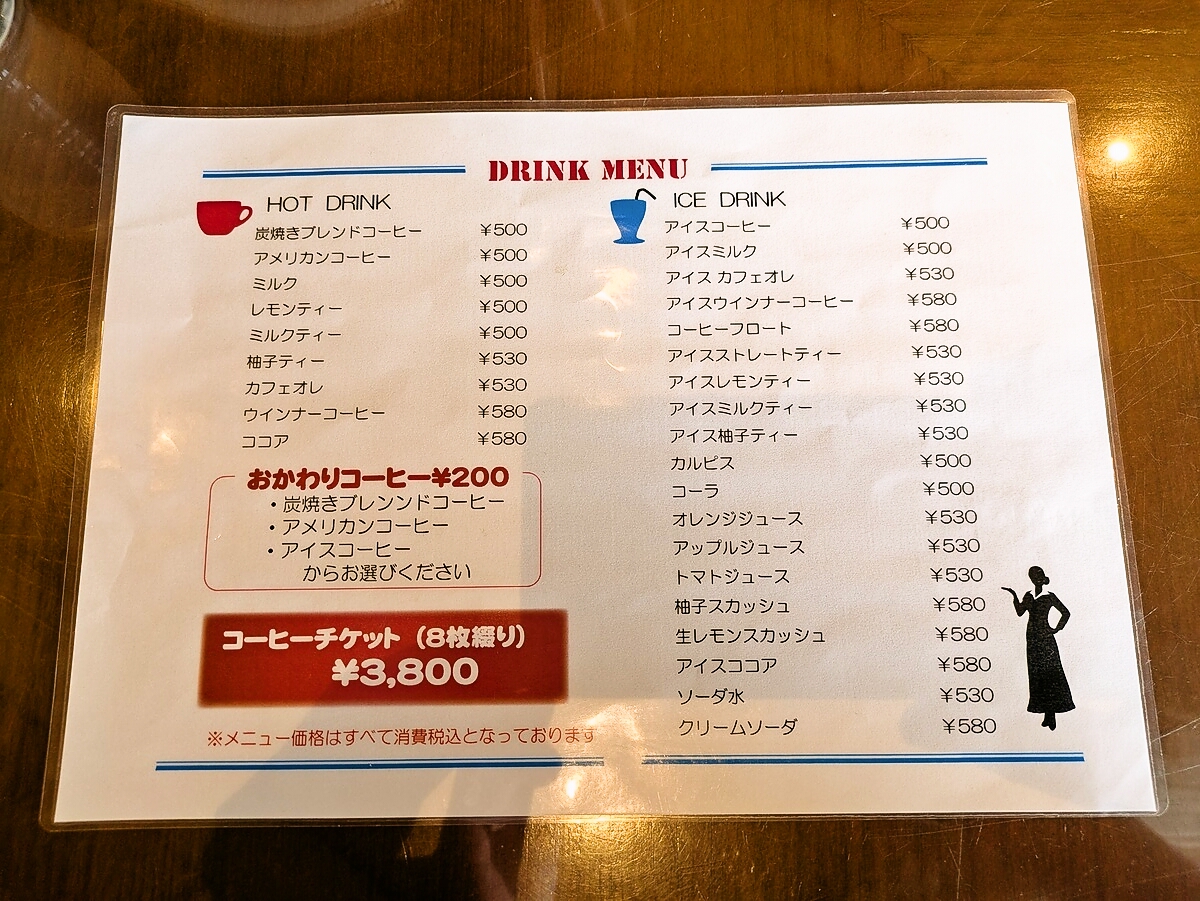 DRINK MENU
HOT DRINK
炭焼きブレンドコーヒー ¥500
アメリカンコーヒー ¥500
ミルク ¥500
レモンティー ¥500
ミルクティー ¥500
柚子ティー ¥530
カフェオレ ¥530
ウインナーコーヒー ¥580
ココア ¥580
おかわりコーヒー¥200
・炭焼きブレンンドコーヒー
・アメリカンコーヒー
・アイスコーヒー
からお選びください
コーヒーチケット（8枚綴り）
¥3,800
※メニュー価格はすべて消費税込となっております
ICE DRINK
アイスコーヒー ¥500
アイスミルク ¥500
アイス カフェオレ ¥530
アイスウインナーコーヒー ¥580
コーヒーフロート ¥580
アイスストレートティー ¥530
アイスレモンティー ¥530
アイスミルクティー ¥530
アイス柚子ティー ¥530
カルピス ¥500
コーラ ¥500
オレンジジュース ¥530
アップルジュース ¥530
トマトジュース ¥530
柚子スカッシュ ¥580
生レモンスカッシュ ¥580
アイスココア ¥580
ソーダ水 ¥530
クリームソーダ ¥580